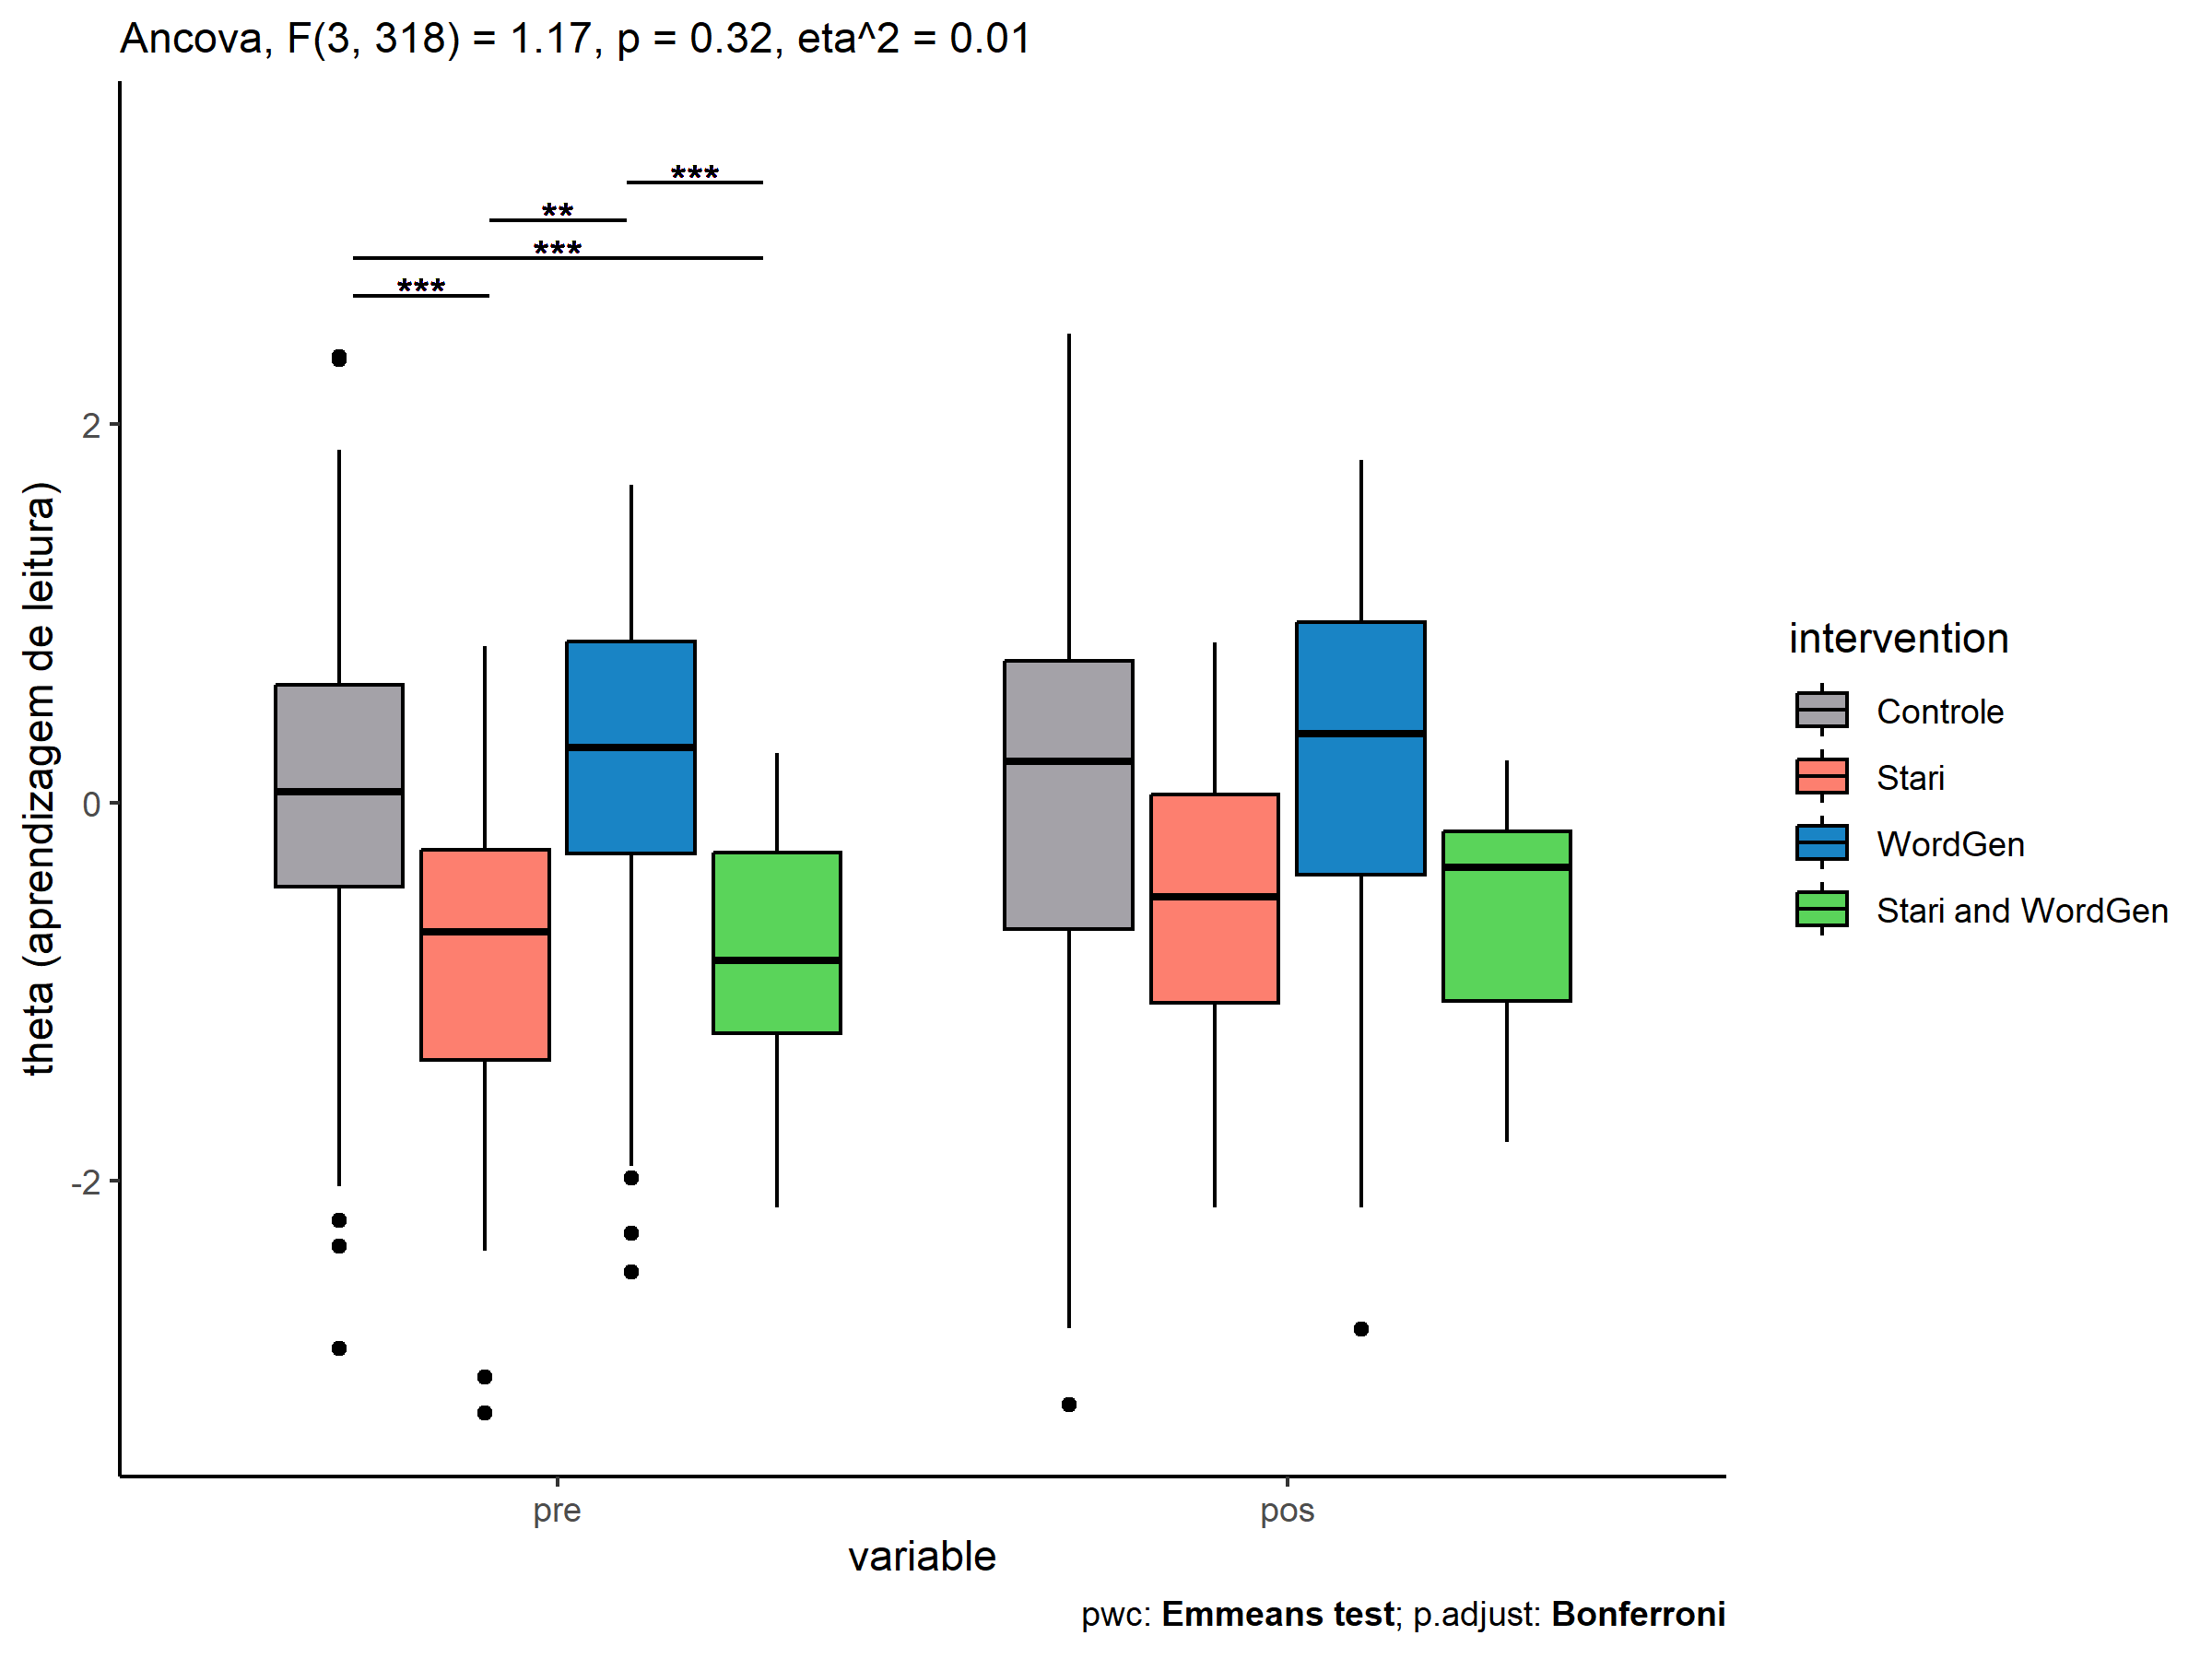 Ancova, F(3, 318) = 1.17, p = 0.32, eta^2 = 0.01
***
**
***
***
2
0
-2
theta (aprendizagem de leitura)
pre
pos
variable
intervention
Controle
Stari
WordGen
Stari and WordGen
pwc: Emmeans test; p.adjust: Bonferroni